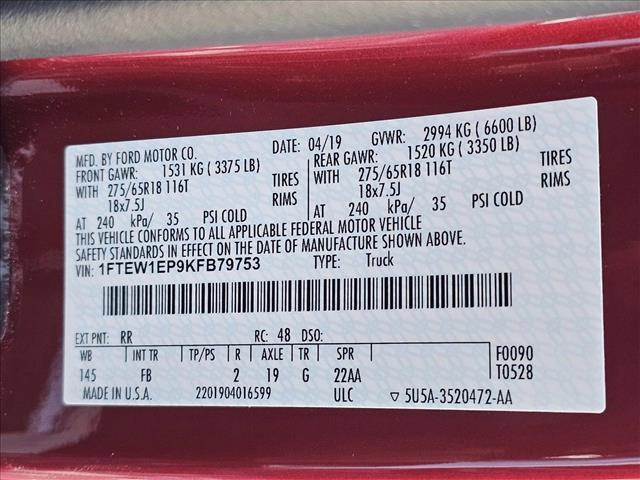 MFD. BY FORD MOTOR CO. DATE: 04/19 GVWR: 2994 KG ( 6600 LB)
FRONT GAWR: 1531 KG ( 3375 LB) REAR GAWR: 1520 KG ( 3350 LB)
WITH 275/65R18 116T TIRES WITH 275/65R18 116T TIRES
18x7.5J RIMS 18x7.5J RIMS
AT 240 kPa/ 35 PSI COLD AT 240 kPa/ 35 PSI COLD
THIS VEHICLE CONFORMS TO ALL APPLICABLE FEDERAL MOTOR VEHICLE
SAFETY STANDARDS IN EFFECT ON THE DATE OF MANUFACTURE SHOWN ABOVE.
VIN: 1FTEW1EP9KFB79753 TYPE: Truck
EXT PNT: RR RC: 48 DSO: F0090
WB INT TR TP/PS R AXLE TR SPR T0528
145 FB 2 19 G 22AA
MADE IN U.S.A. 2201904016599 ULC 5U5A-3520472-AA